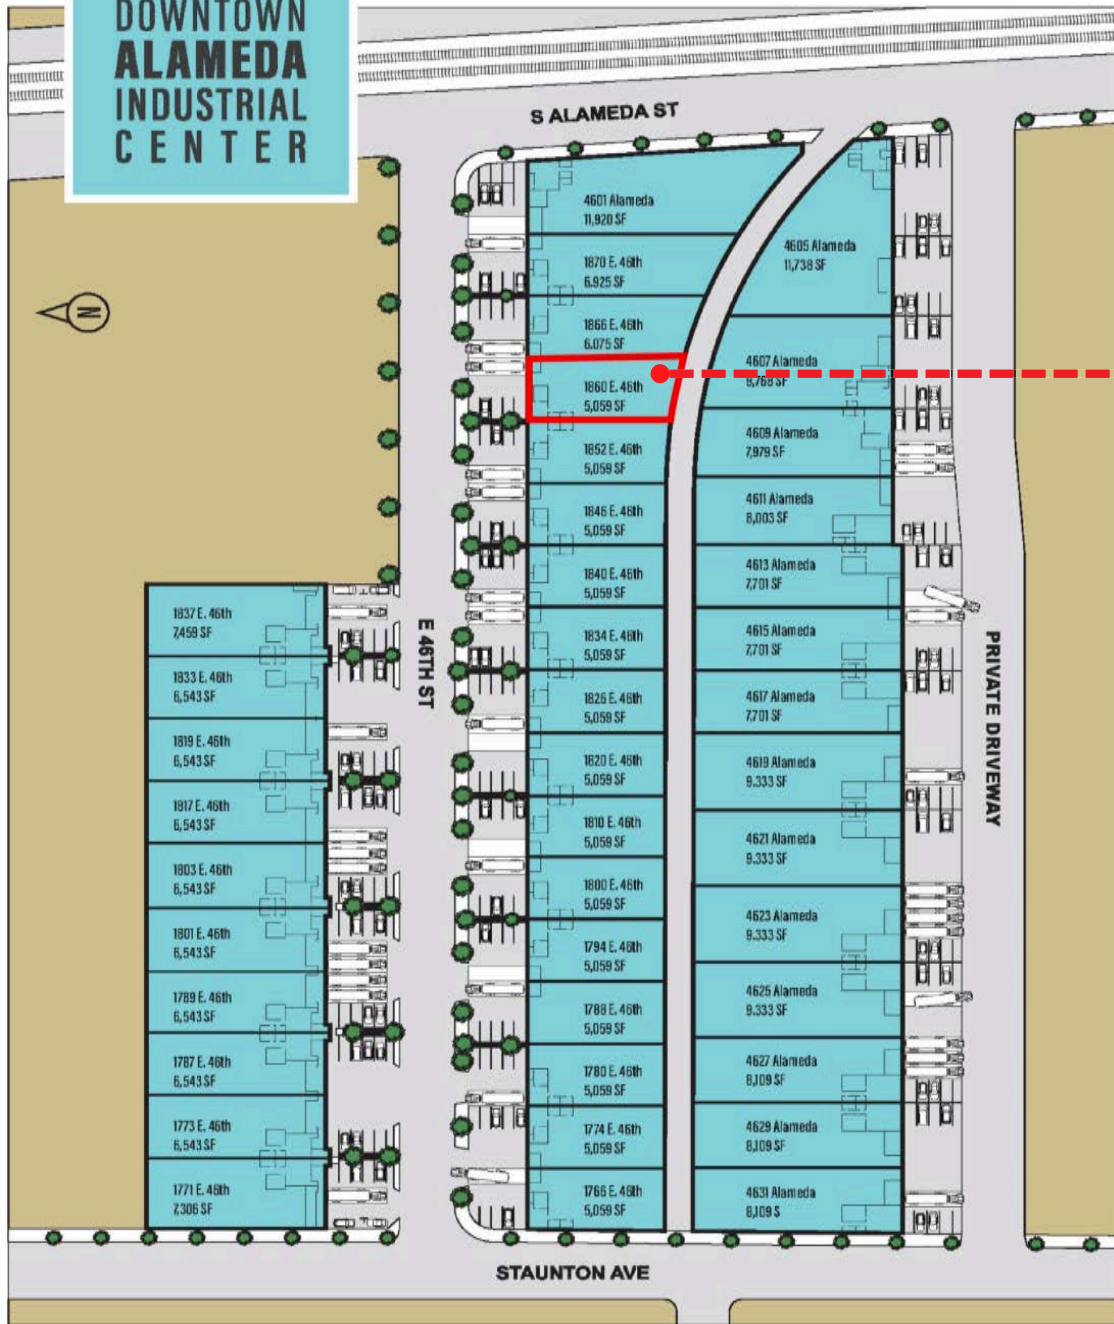 DOWNTOWN
ALAMEDA
INDUSTRIAL
CENTER
S ALAMEDA ST
N
4601 Alameda
11,920 SF
1870 E. 46th
6.925 SF
1866 E. 46th
6.075 SF
1860 E. 46th
5,059 SF
1852 E. 46th
5,059 SF
1846 E. 46th
5,059 SF
1840 E. 46th
5,059 SF
1834 E. 46th
5,059 SF
1826 E. 46th
5,059 SF
1820 E. 46th
5,059 SF
1810 E. 46th
5,059 SF
1800 E. 46th
5,059 SF
1794 E. 46th
5,059 SF
1788 E. 46th
5,059 SF
1780 E. 46th
5,059 SF
1774 E. 46th
5,059 SF
1766 E. 46th
5,059 SF
4605 Alameda
11,738 SF
4607 Alameda
8,768 SF
4609 Alameda
7,979 SF
4611 Alameda
8,003 SF
4613 Alameda
7,701 SF
4615 Alameda
7,701 SF
4617 Alameda
7,701 SF
4619 Alameda
9.333 SF
4621 Alameda
9.333 SF
4623 Alameda
9.333 SF
4625 Alameda
9.333 SF
4627 Alameda
8,109 SF
4629 Alameda
8,109 SF
4631 Alameda
8,109 S
1837 E. 46th
7,459 SF
1833 E. 46th
6,543 SF
1819 E. 46th
6,543 SF
1817 E. 46th
6,543 SF
1803 E. 46th
6,543 SF
1801 E. 46th
6,543 SF
1789 E. 46th
6,543 SF
1787 E. 46th
6,543 SF
1773 E. 46th
6,543 SF
1771 E. 46th
7,306 SF
E 46TH ST
PRIVATE DRIVEWAY
STAUNTON AVE